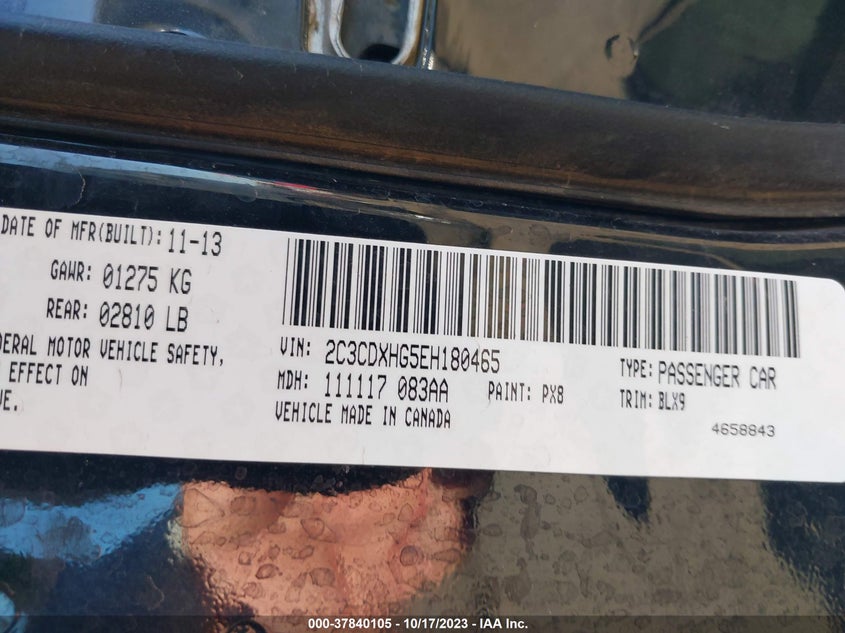 DATE OF MFR(BUILT): 11-13
GAWR: 01275 KG
REAR: 02810 LB
MOTOR VEHICLE SAFETY,
EFFECT ON
VIN: 2C3CDXHG5EH180465
TYPE: PASSENGER CAR
MDH: 111117 083AA PAINT: PX8
TRIM: BLX9
VEHICLE MADE IN CANADA
4658843
000-37840105 - 10/17/2023 - IAA Inc.